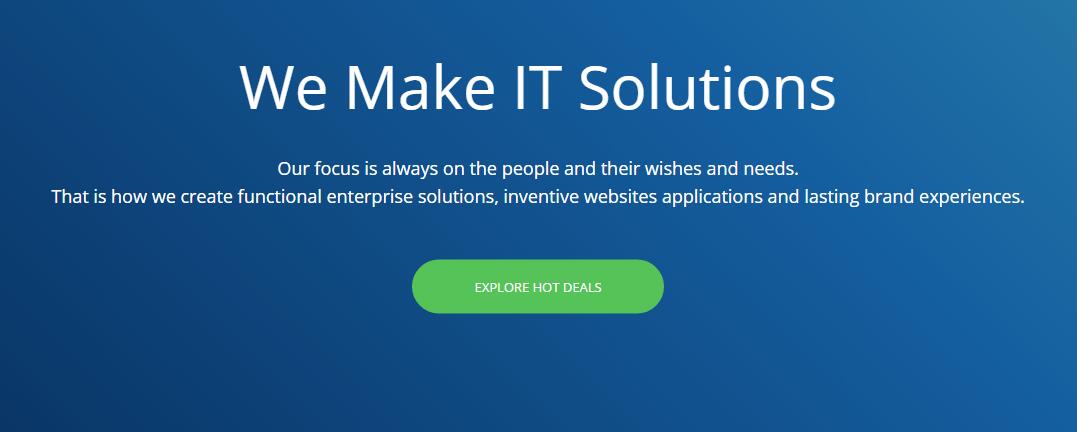 We Make IT Solutions
Our focus is always on the people and their wishes and needs.
That is how we create functional enterprise solutions, inventive websites applications and lasting brand experiences.
EXPLORE HOT DEALS